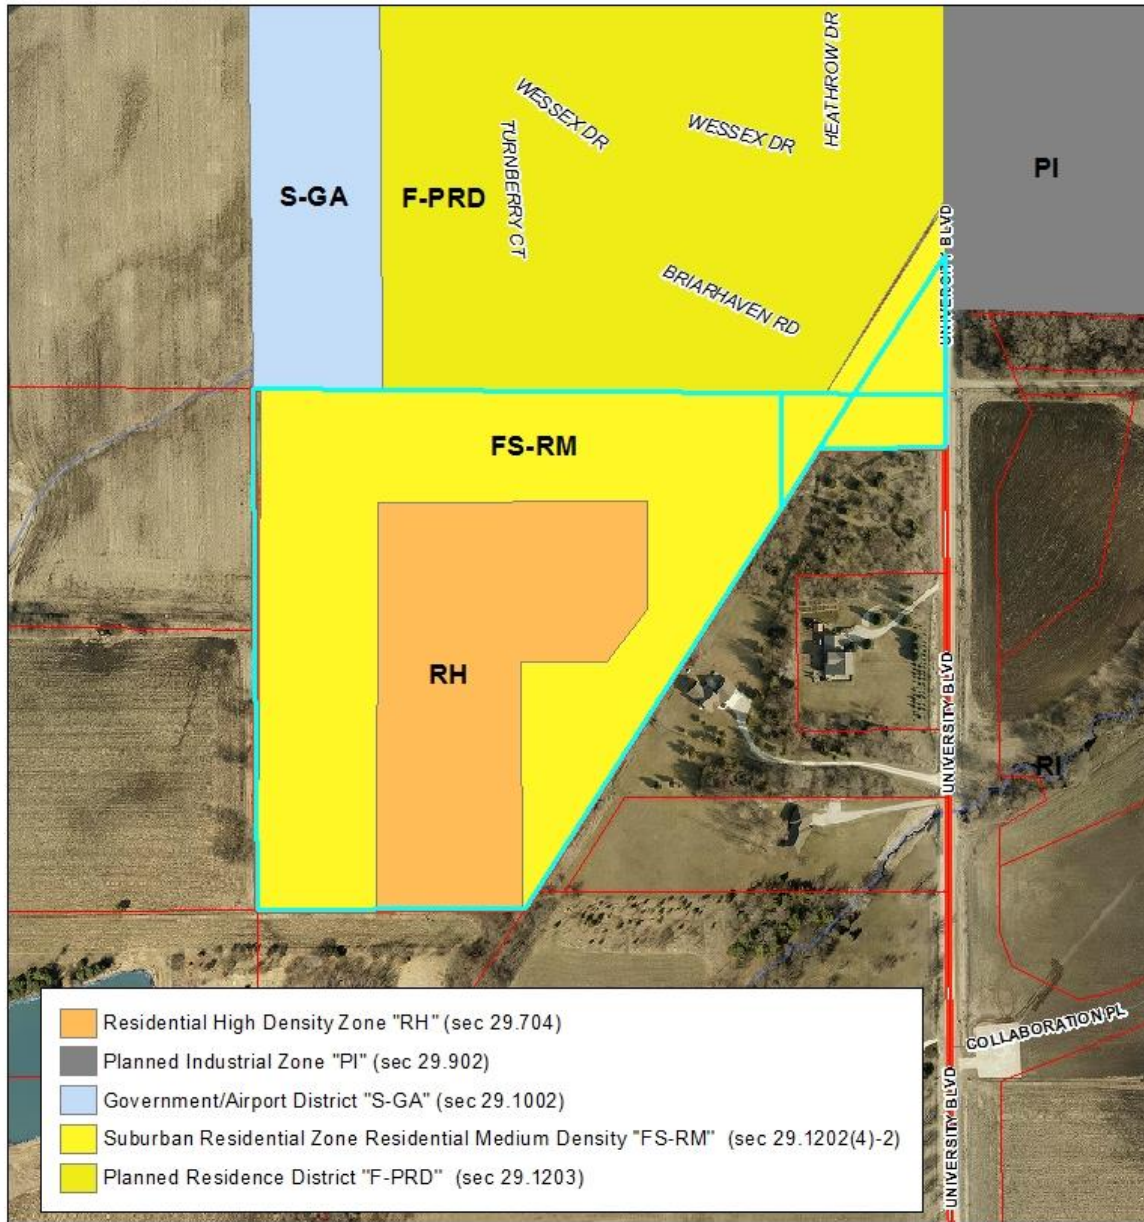 HEATHROW DR
WESSEX DR
WESSEX DR
TURNBERRY CT
PI
S-GA
F-PRD
UNIVERSITY BLVD
BRIARHAVEN RD
FS-RM
RH
UNIVERSITY BLVD
RI
COLLABORATION PL
UNIVERSITY BLVD
Residential High Density Zone "RH" (sec 29.704)
Planned Industrial Zone "PI" (sec 29.902)
Government/Airport District "S-GA" (sec 29.1002)
Suburban Residential Zone Residential Medium Density "FS-RM" (sec 29.1202(4)-2)
Planned Residence District "F-PRD" (sec 29.1203)